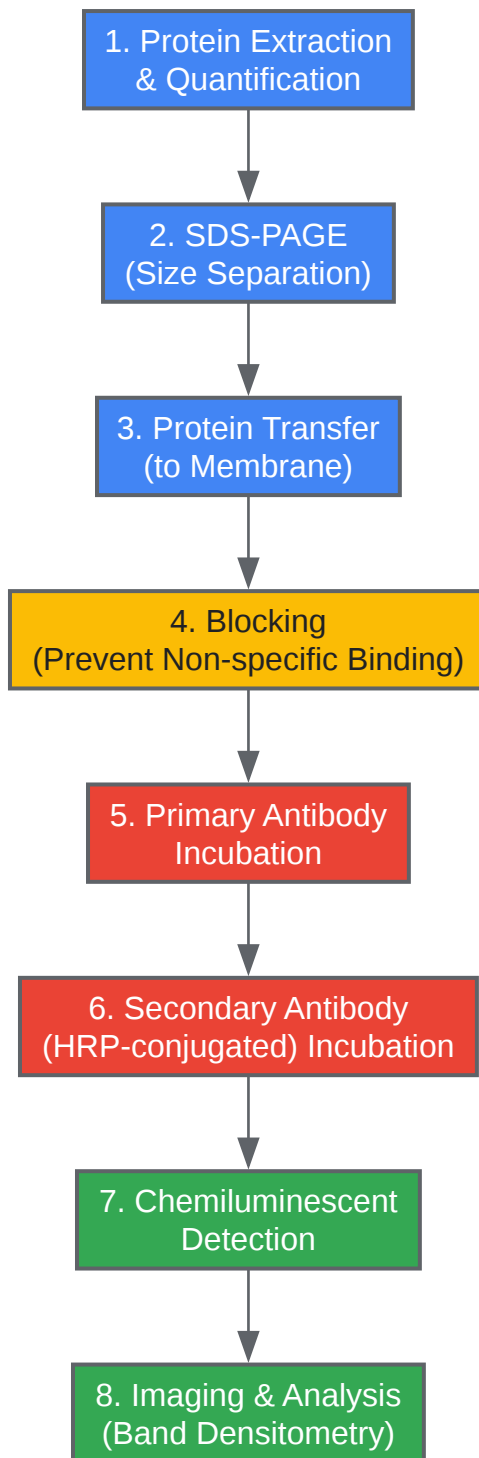 1. Protein Extraction
& Quantification
2. SDS-PAGE
(Size Separation)
3. Protein Transfer
(to Membrane)
4. Blocking
(Prevent Non-specific Binding)
5. Primary Antibody
Incubation
6. Secondary Antibody
(HRP-conjugated) Incubation
7. Chemiluminescent
Detection
8. Imaging & Analysis
(Band Densitometry)